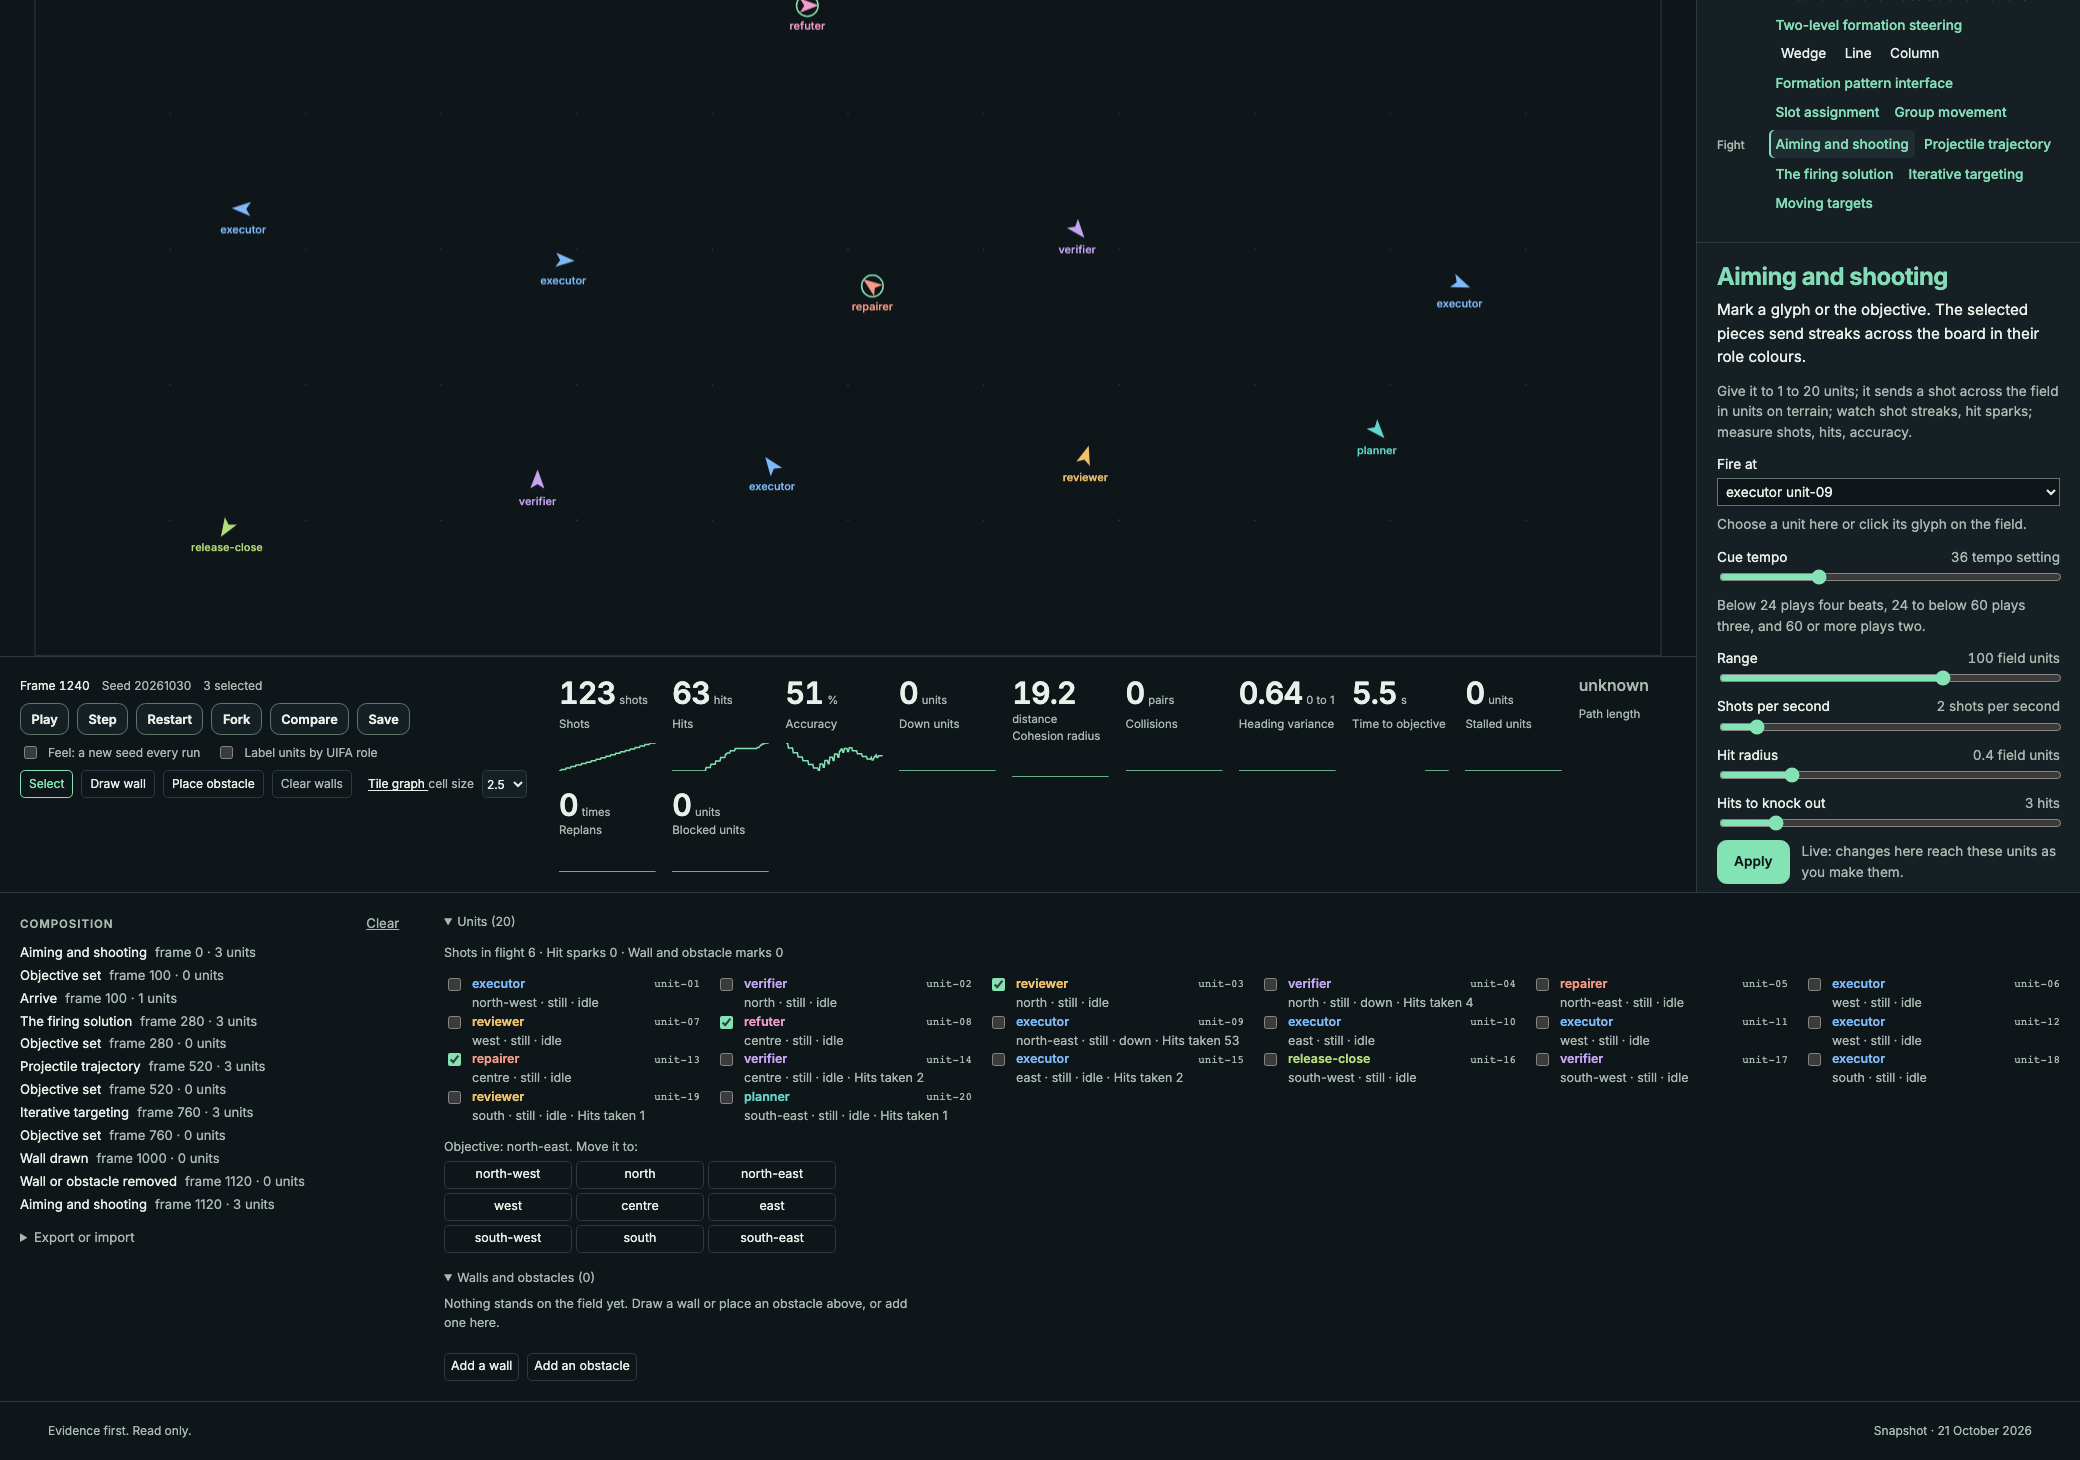 refuter
executor
executor
verifier
repairer
executor
planner
reviewer
executor
verifier
release-close
Two-level formation steering
Wedge Line Column
Formation pattern interface
Slot assignment Group movement
Fight Aiming and shooting Projectile trajectory
The firing solution Iterative targeting
Moving targets
Aiming and shooting
Mark a glyph or the objective. The selected
pieces send streaks across the board in their
role colours.
Give it to 1 to 20 units; it sends a shot across the field
in units on terrain; watch shot streaks, hit sparks;
measure shots, hits, accuracy.
Fire at
executor unit-09
Choose a unit here or click its glyph on the field.
Cue tempo 36 tempo setting
Below 24 plays four beats, 24 to below 60 plays
three, and 60 or more plays two.
Range 100 field units
Shots per second 2 shots per second
Hit radius 0.4 field units
Hits to knock out 3 hits
Apply Live: changes here reach these units as
you make them.
Frame 1240 Seed 20261030 3 selected
Play Step Restart Fork Compare Save
Feel: a new seed every run Label units by UIFA role
Select Draw wall Place obstacle Clear walls Tile graph cell size 2.5
123 shots
Shots
63 hits
Hits
51 %
Accuracy
0 units
Down units
19.2
distance
Cohesion radius
0 pairs
Collisions
0.64 0 to 1
Heading variance
5.5 s
Time to objective
0 units
Stalled units
unknown
Path length
0 times
Replans
0 units
Blocked units
COMPOSITION Clear
Aiming and shooting frame 0 · 3 units
Objective set frame 100 · 0 units
Arrive frame 100 · 1 units
The firing solution frame 280 · 3 units
Objective set frame 280 · 0 units
Projectile trajectory frame 520 · 3 units
Objective set frame 520 · 0 units
Iterative targeting frame 760 · 3 units
Objective set frame 760 · 0 units
Wall drawn frame 1000 · 0 units
Wall or obstacle removed frame 1120 · 0 units
Aiming and shooting frame 1120 · 3 units
Export or import
Units (20)
Shots in flight 6 · Hit sparks 0 · Wall and obstacle marks 0
executor unit-01
north-west · still · idle
verifier unit-02
north · still · idle
reviewer unit-03
north · still · idle
verifier unit-04
north · still · down · Hits taken 4
repairer unit-05
north-east · still · idle
executor unit-06
west · still · idle
reviewer unit-07
west · still · idle
refuter unit-08
centre · still · idle
executor unit-09
north-east · still · down · Hits taken 53
executor unit-10
east · still · idle
executor unit-11
west · still · idle
executor unit-12
west · still · idle
repairer unit-13
centre · still · idle
verifier unit-14
centre · still · idle · Hits taken 2
executor unit-15
east · still · idle · Hits taken 2
release-close unit-16
south-west · still · idle
verifier unit-17
south-west · still · idle
executor unit-18
south · still · idle
reviewer unit-19
south · still · idle · Hits taken 1
planner unit-20
south-east · still · idle · Hits taken 1
Objective: north-east. Move it to:
north-west north north-east
west centre east
south-west south south-east
Walls and obstacles (0)
Nothing stands on the field yet. Draw a wall or place an obstacle above, or add
one here.
Add a wall Add an obstacle
Evidence first. Read only.
Snapshot · 21 October 2026